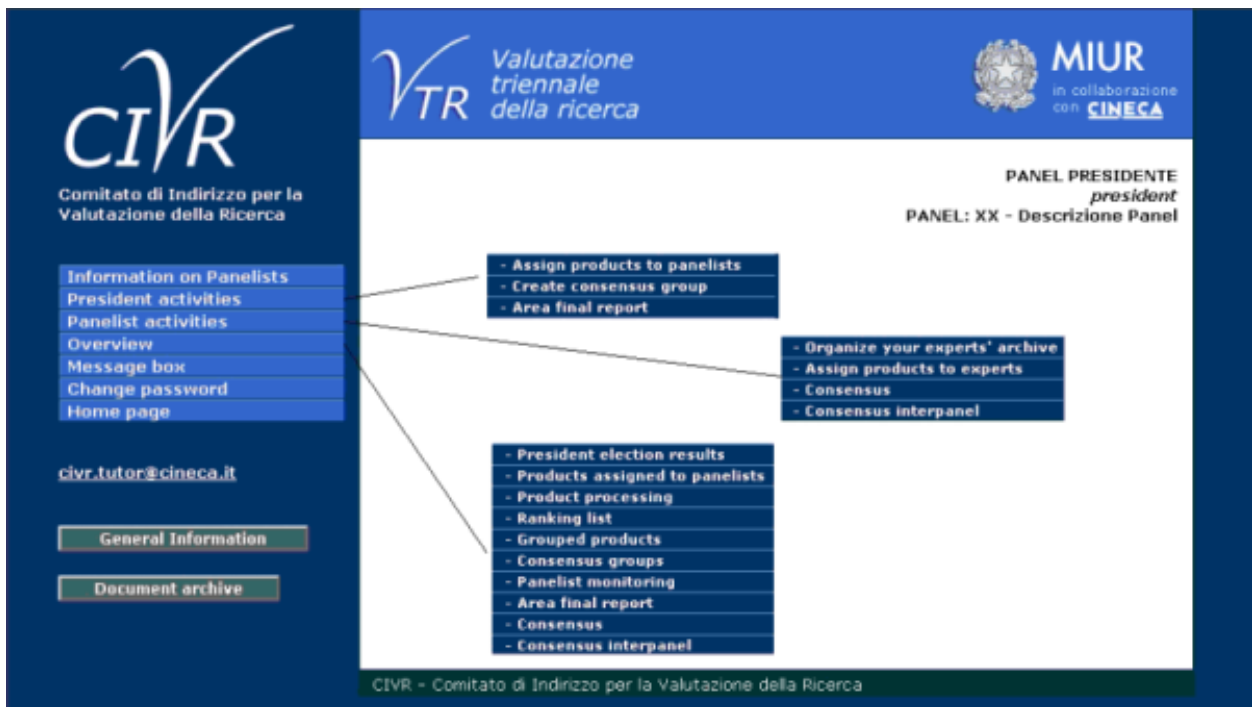 CIVR
Comitato di Indirizzo per la
Valutazione della Ricerca
VTR
Valutazione
triennale
della ricerca
MIUR
in collaborazione
con CINECA
PANEL PRESIDENTE
president
PANEL: XX - Descrizione Panel
Information on Panelists
President activities
Panelist activities
Overview
Message box
Change password
Home page
- Assign products to panelists
- Create consensus group
- Area final report
- Organize your experts' archive
- Assign products to experts
- Consensus
- Consensus interpanel
- President election results
- Products assigned to panelists
- Product processing
- Ranking list
- Grouped products
- Consensus groups
- Panelist monitoring
- Area final report
- Consensus
- Consensus interpanel
civr.tutor@cineca.it
General Information
Document archive
CIVR - Comitato di Indirizzo per la Valutazione della Ricerca